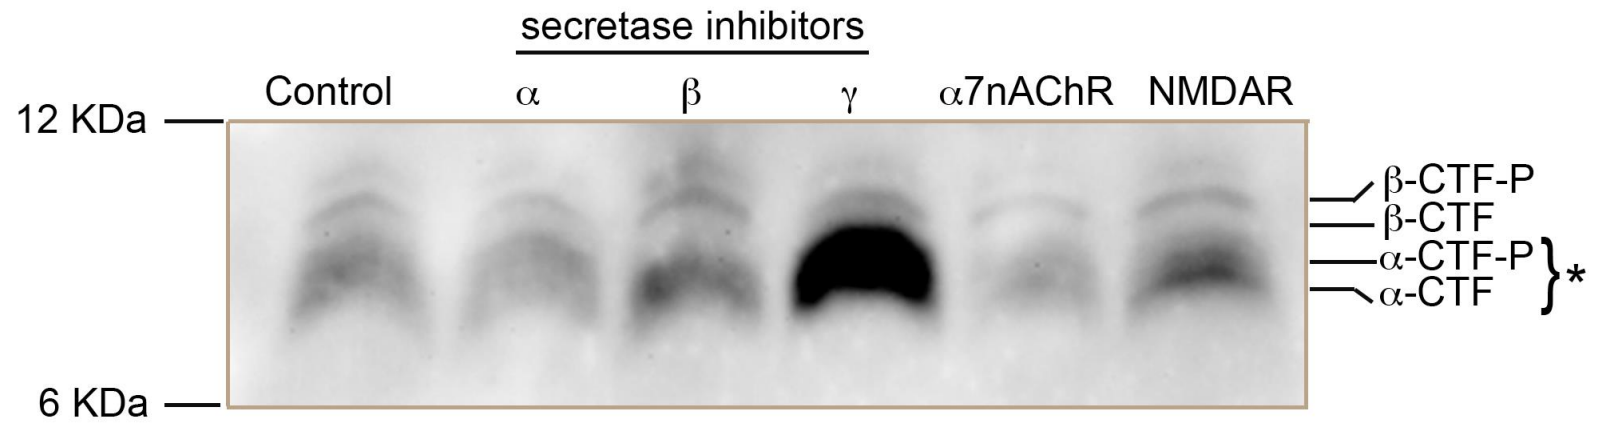 secretase inhibitors
Control α β γ α7nAChR NMDAR
12 KDa
β-CTF-P
β-CTF
α-CTF-P
α-CTF
} *
6 KDa